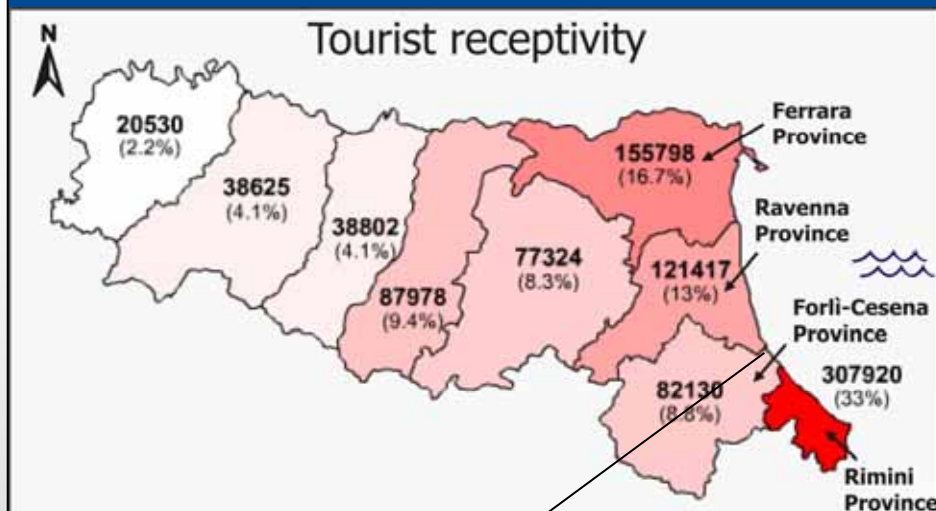 Tourist receptivity
N
20530
(2.2%)
38625
(4.1%)
38802
(4.1%)
87978
(9.4%)
77324
(8.3%)
155798
(16.7%)
Ferrara
Province
121417
(13%)
Ravenna
Province
82130
(8.8%)
Forlì-Cesena
Province
307920
(33%)
Rimini
Province